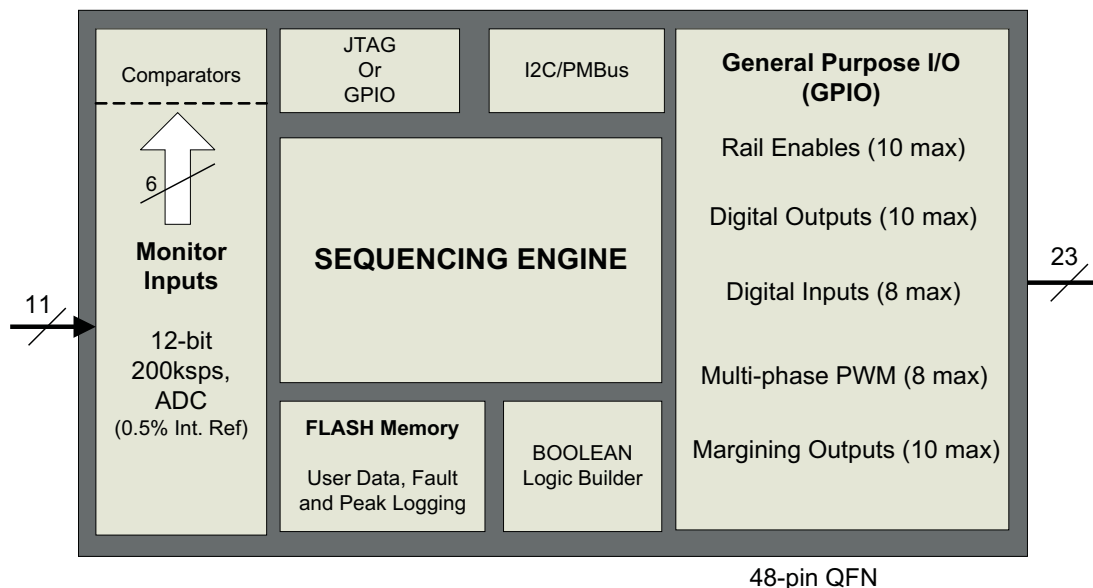 Comparators
6
Monitor
Inputs
11
12-bit
200ksps,
ADC
(0.5% Int. Ref)
JTAG
Or
GPIO
I2C/PMBus
SEQUENCING ENGINE
FLASH Memory
User Data, Fault
and Peak Logging
BOOLEAN
Logic Builder
General Purpose I/O
(GPIO)
Rail Enables (10 max)
Digital Outputs (10 max)
Digital Inputs (8 max)
Multi-phase PWM (8 max)
Margining Outputs (10 max)
23
48-pin QFN